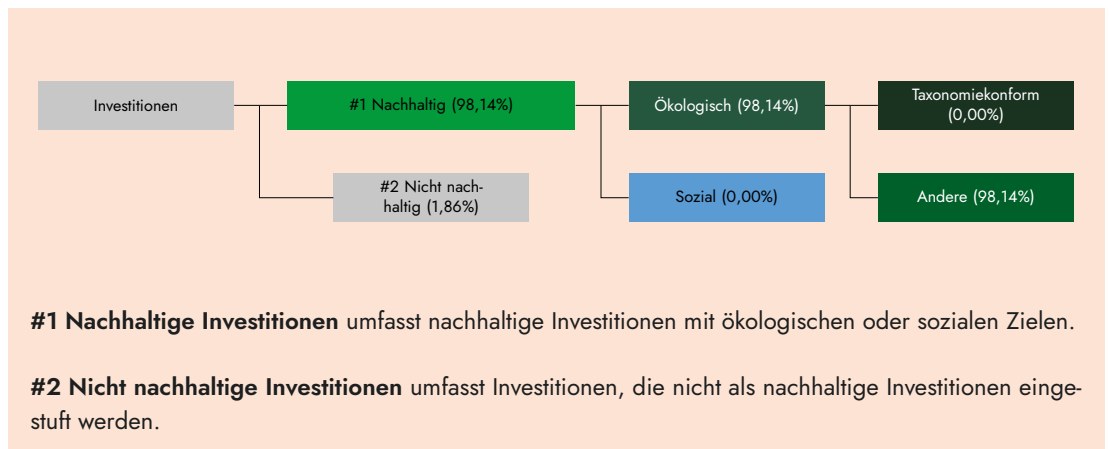 Investitionen
#1 Nachhaltig (98,14%)
Ökologisch (98,14%)
Taxonomiekonform
(0,00%)
#2 Nicht nach-
haltig (1,86%)
Sozial (0,00%)
Andere (98,14%)
#1 Nachhaltige Investitionen umfasst nachhaltige Investitionen mit ökologischen oder sozialen Zielen.
#2 Nicht nachhaltige Investitionen umfasst Investitionen, die nicht als nachhaltige Investitionen einge-
stuft werden.